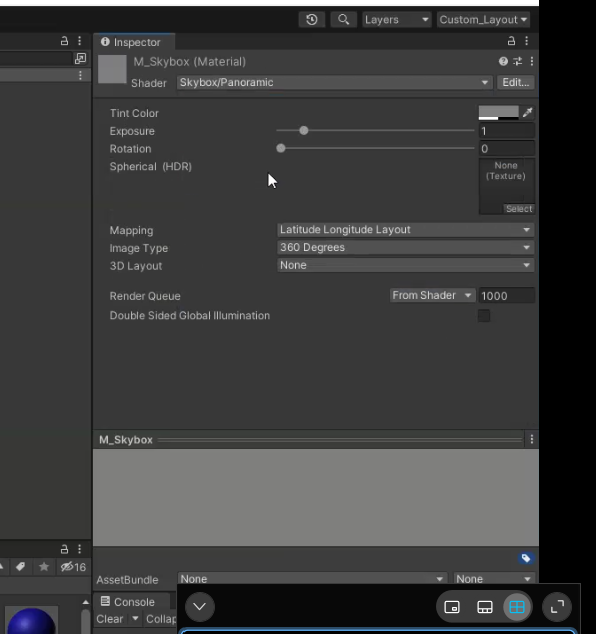 Layers Custom_Layout
Inspector
M_Skybox (Material)
Shader Skybox/Panoramic Edit...
Tint Color
Exposure 1
Rotation 0
Spherical (HDR) None
(Texture)
Select
Mapping Latitude Longitude Layout
Image Type 360 Degrees
3D Layout None
Render Queue From Shader 1000
Double Sided Global Illumination
M_Skybox
16
AssetBundle None None
Console
Clear Collap